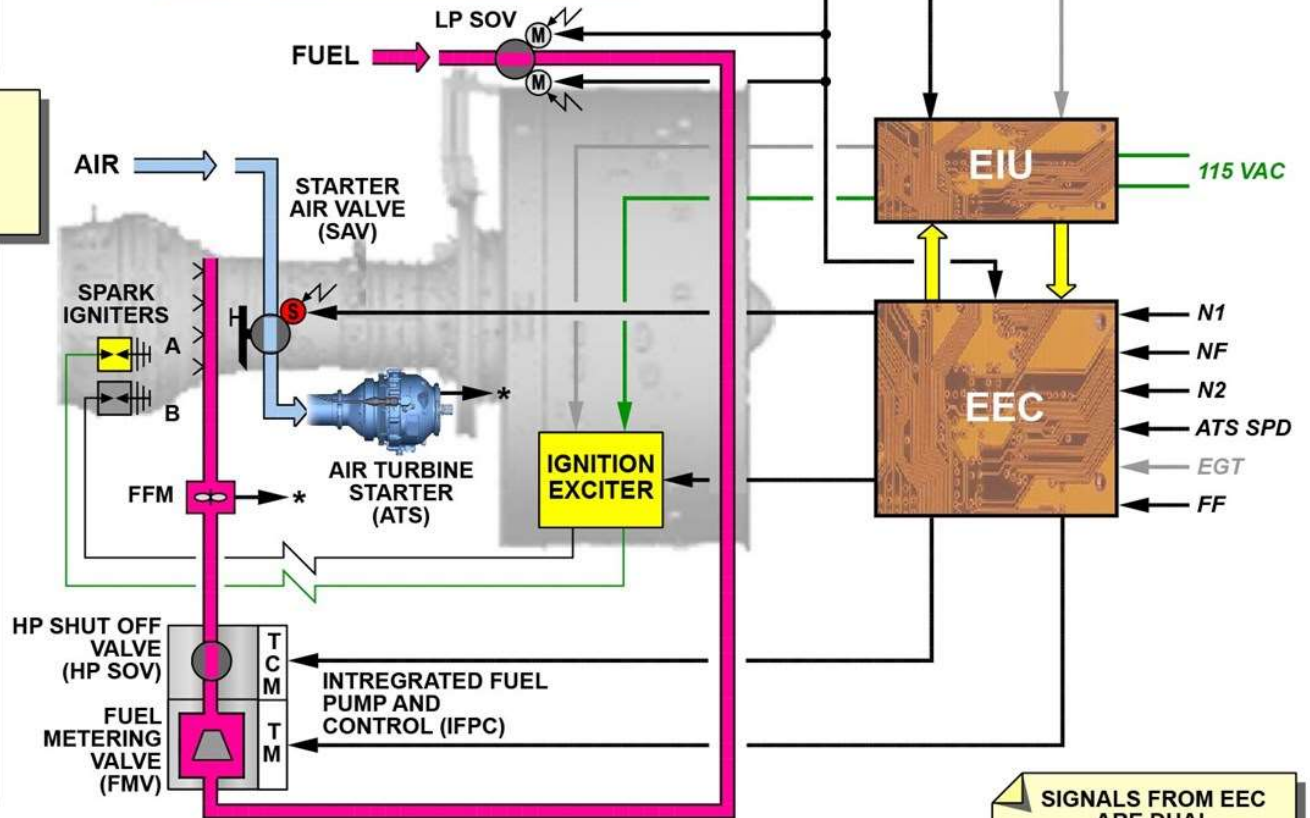 LP SOV
M
FUEL
M
EIU
115 VAC
AIR
STARTER
AIR VALVE
(SAV)
SPARK
IGNITERS
A
B
S
N1
NF
N2
ATS SPD
EGT
FF
EEC
*
AIR TURBINE
STARTER
(ATS)
IGNITION
EXCITER
FFM
*
HP SHUT OFF
VALVE
(HP SOV)
T
C
M
INTREGRATED FUEL
PUMP AND
CONTROL (IFPC)
FUEL
METERING
VALVE
(FMV)
T
M
SIGNALS FROM EEC
ARE DUAL